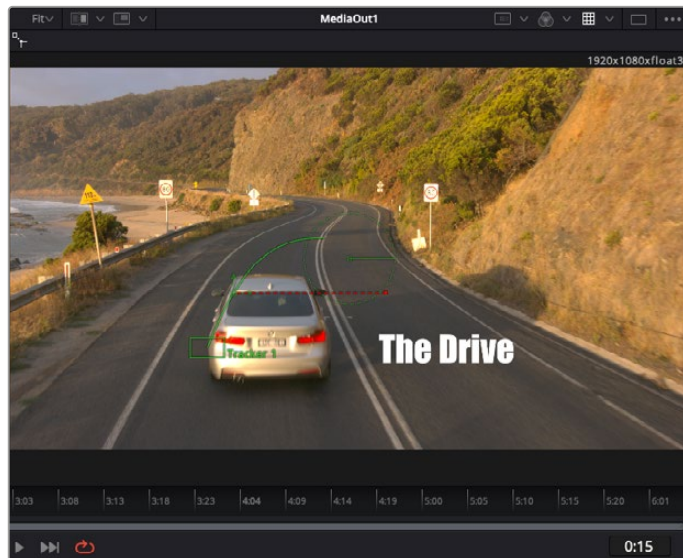 Fit MediaOut1
1920x1080xfloat3
The Drive
Tracker 1
3:03 3:08 3:13 3:18 3:23 4:04 4:09 4:14 4:19 5:00 5:05 5:10 5:15 5:20 6:01
0:15